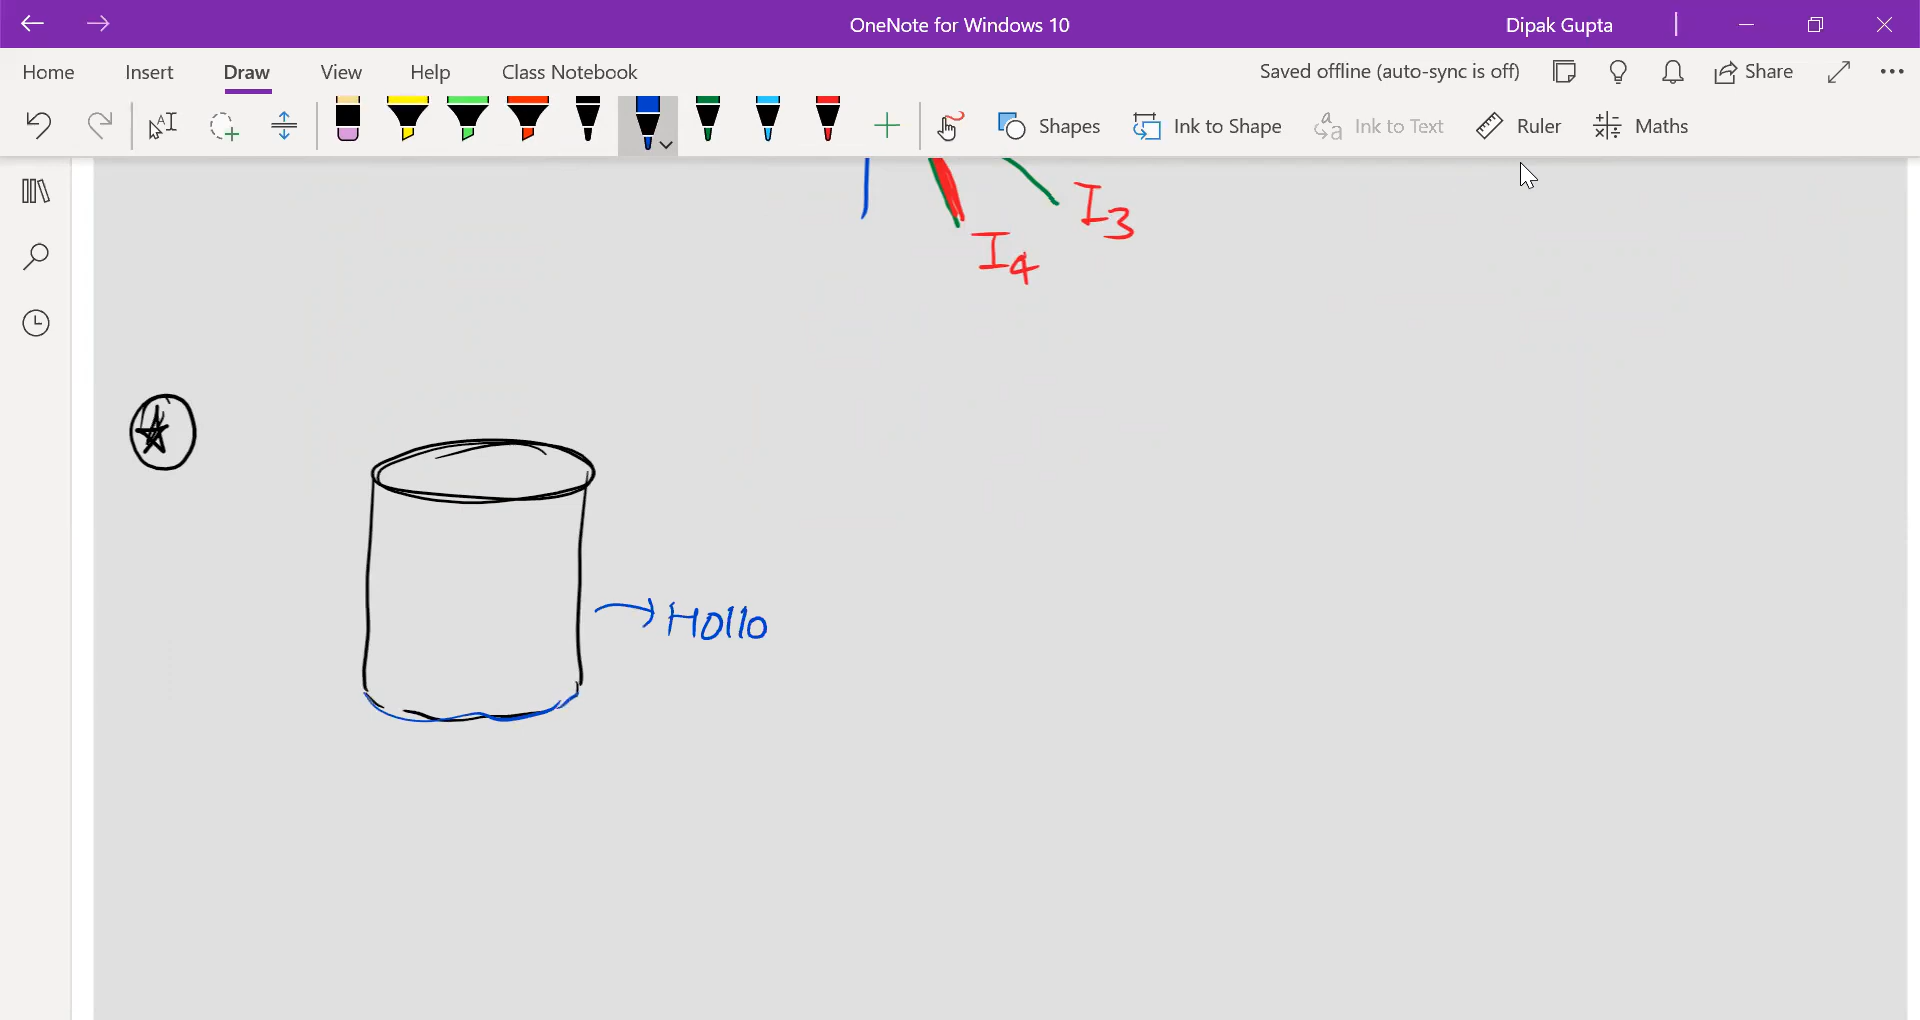 OneNote for Windows 10
Dipak Gupta
Home Insert Draw View Help Class Notebook
Saved offline (auto-sync is off) Share
Shapes Ink to Shape Ink to Text Ruler Maths
I3
I4
Hollo